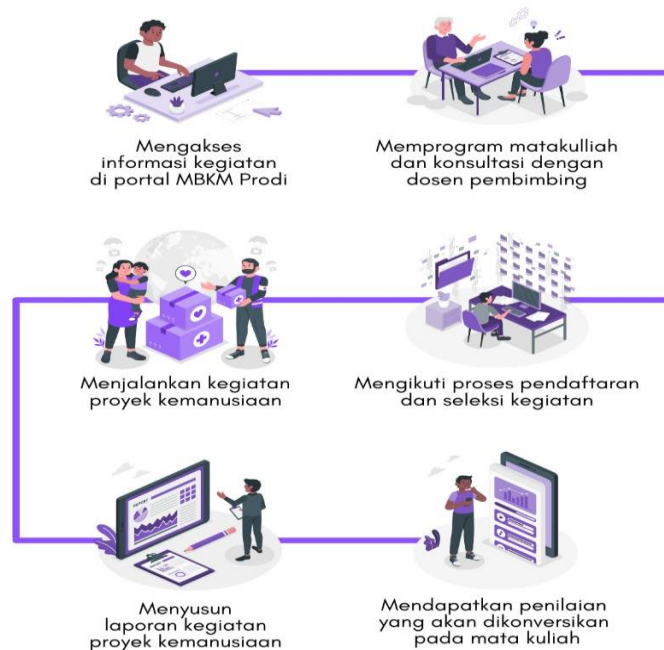 Mengakses
informasi kegiatan
di portal MBKM Prodi
Memprogram matakulliah
dan konsultasi dengan
dosen pembimbing
Menjalankan kegiatan
proyek kemanusiaan
Mengikuti proses pendaftaran
dan seleksi kegiatan
REPORT
Menyusun
laporan kegiatan
proyek kemanusiaan
Mendapatkan penilaian
yang akan dikonversikan
pada mata kuliah